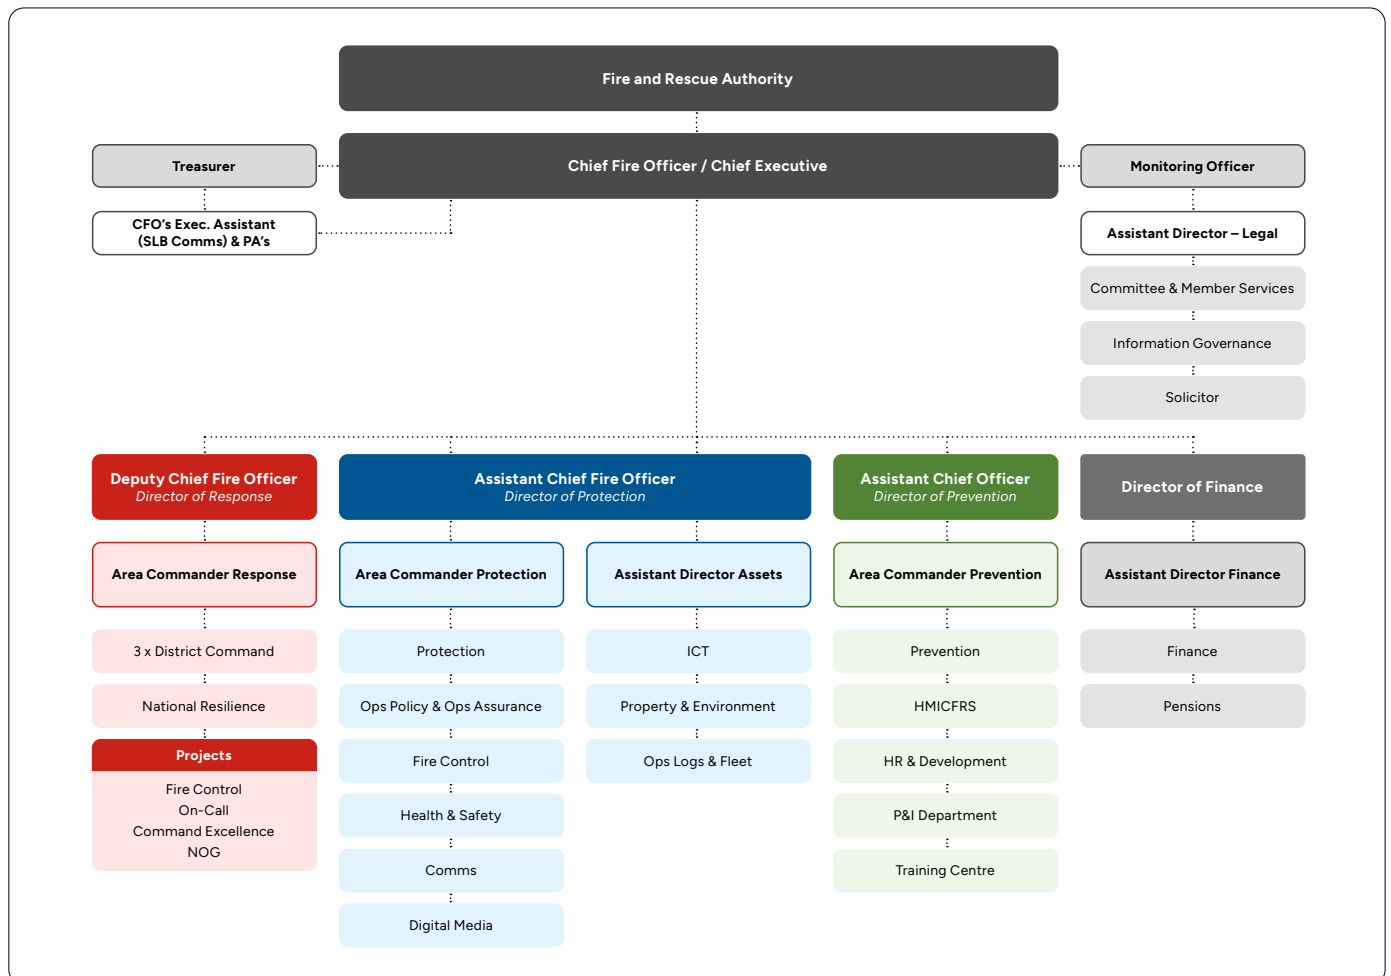 Fire and Rescue Authority
Treasurer
Chief Fire Officer / Chief Executive
Monitoring Officer
CFO’s Exec. Assistant
(SLB Comms) & PA’s
Assistant Director – Legal
Committee & Member Services
Information Governance
Solicitor
Deputy Chief Fire Officer
Director of Response
Assistant Chief Fire Officer
Director of Protection
Assistant Chief Officer
Director of Prevention
Director of Finance
Area Commander Response
Area Commander Protection
Assistant Director Assets
Area Commander Prevention
Assistant Director Finance
3 x District Command
Protection
ICT
Prevention
Finance
National Resilience
Ops Policy & Ops Assurance
Property & Environment
HMICFRS
Pensions
Projects
Fire Control
Ops Logs & Fleet
HR & Development
Fire Control
On-Call
Command Excellence
NOG
Health & Safety
P&I Department
Comms
Training Centre
Digital Media